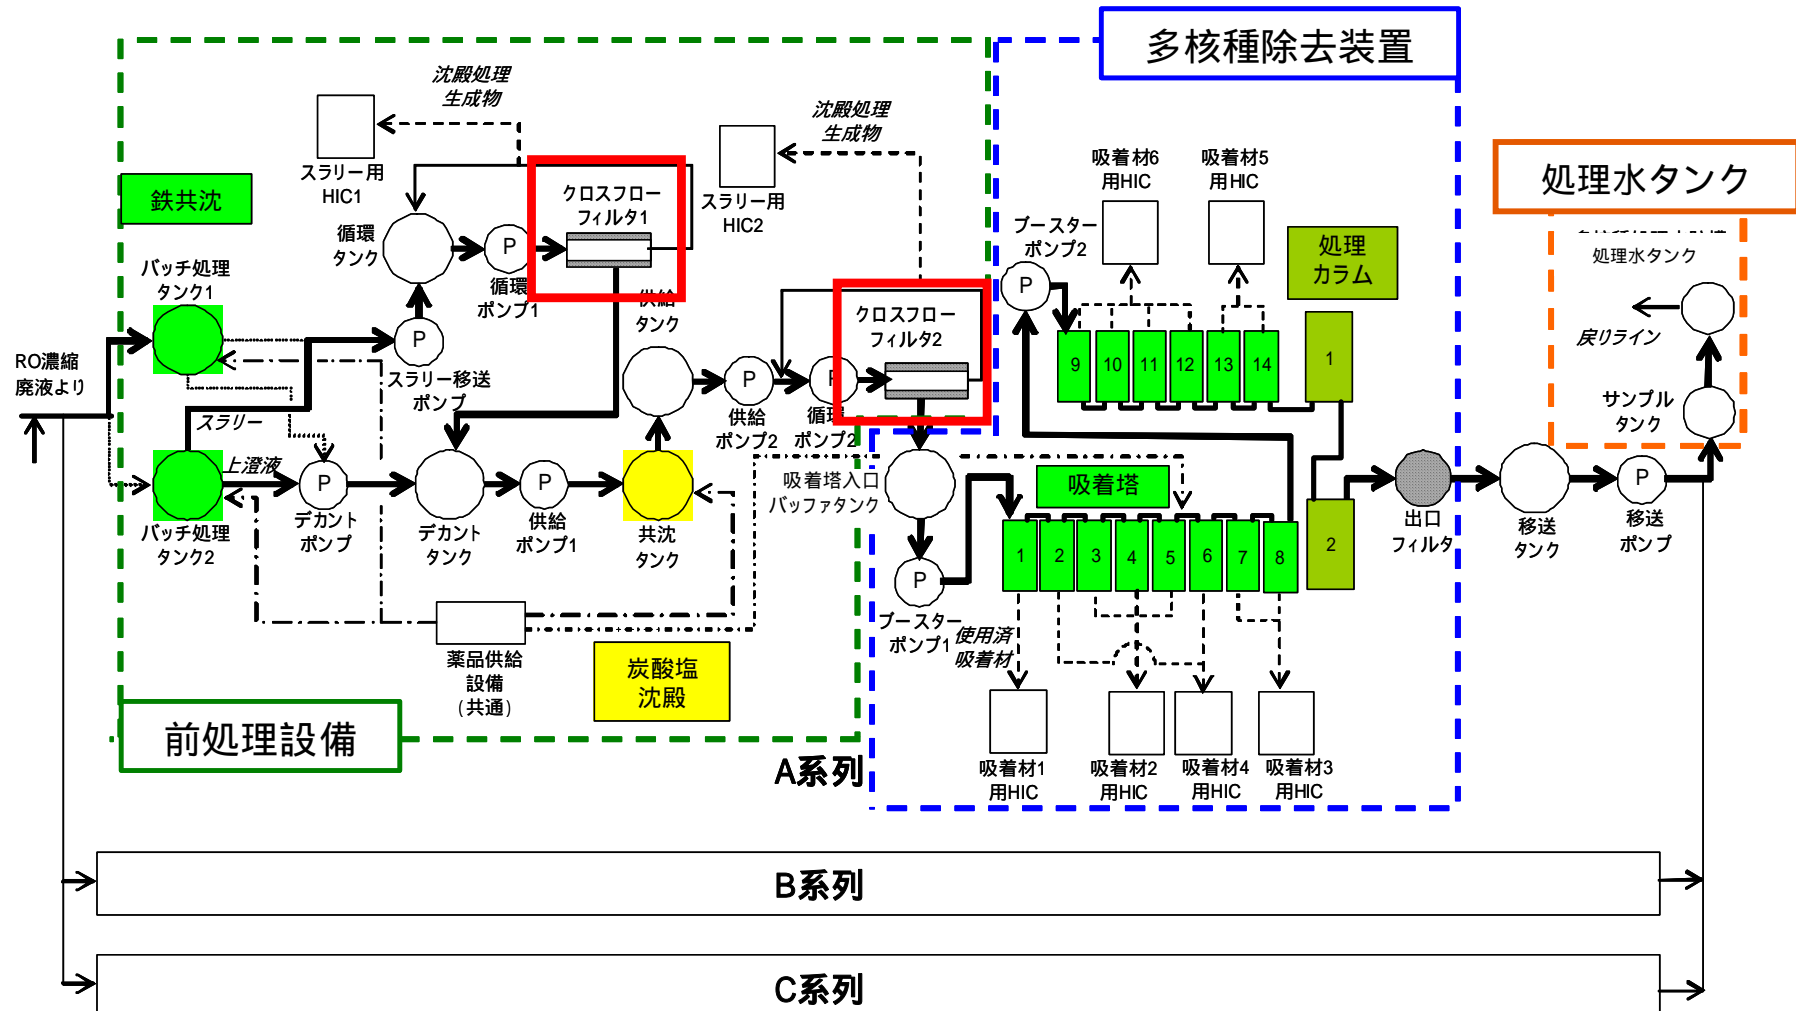 多核種除去装置
沈殿処理
生成物
沈殿処理
生成物
スラリー用
HIC1
スラリー用
HIC2
鉄共沈
クロスフロー
フィルタ1
循環
タンク
P
循環
ポンプ1
バッチ処理
タンク1
P
スラリー移送
ポンプ
RO濃縮
廃液より
スラリー
供給
タンク
クロスフロー
フィルタ2
P
供給
ポンプ2
P
循環
ポンプ2
上澄液
バッチ処理
タンク2
P
デカント
ポンプ
デカント
タンク
P
供給
ポンプ1
共沈
タンク
薬品供給
設備
(共通)
炭酸塩
沈殿
前処理設備
吸着材6
用HIC
吸着材5
用HIC
ブースター
ポンプ2
P
処理
カラム
9
10
11
12
13
14
1
吸着塔入口
バッファタンク
吸着塔
P
ブースター
ポンプ1
1
2
3
4
5
6
7
8
2
使用済
吸着材
吸着材1
用HIC
吸着材2
用HIC
吸着材4
用HIC
吸着材3
用HIC
出口
フィルタ
移送
タンク
P
移送
ポンプ
処理水タンク
処理水タンク
戻りライン
サンプル
タンク
A系列
B系列
C系列